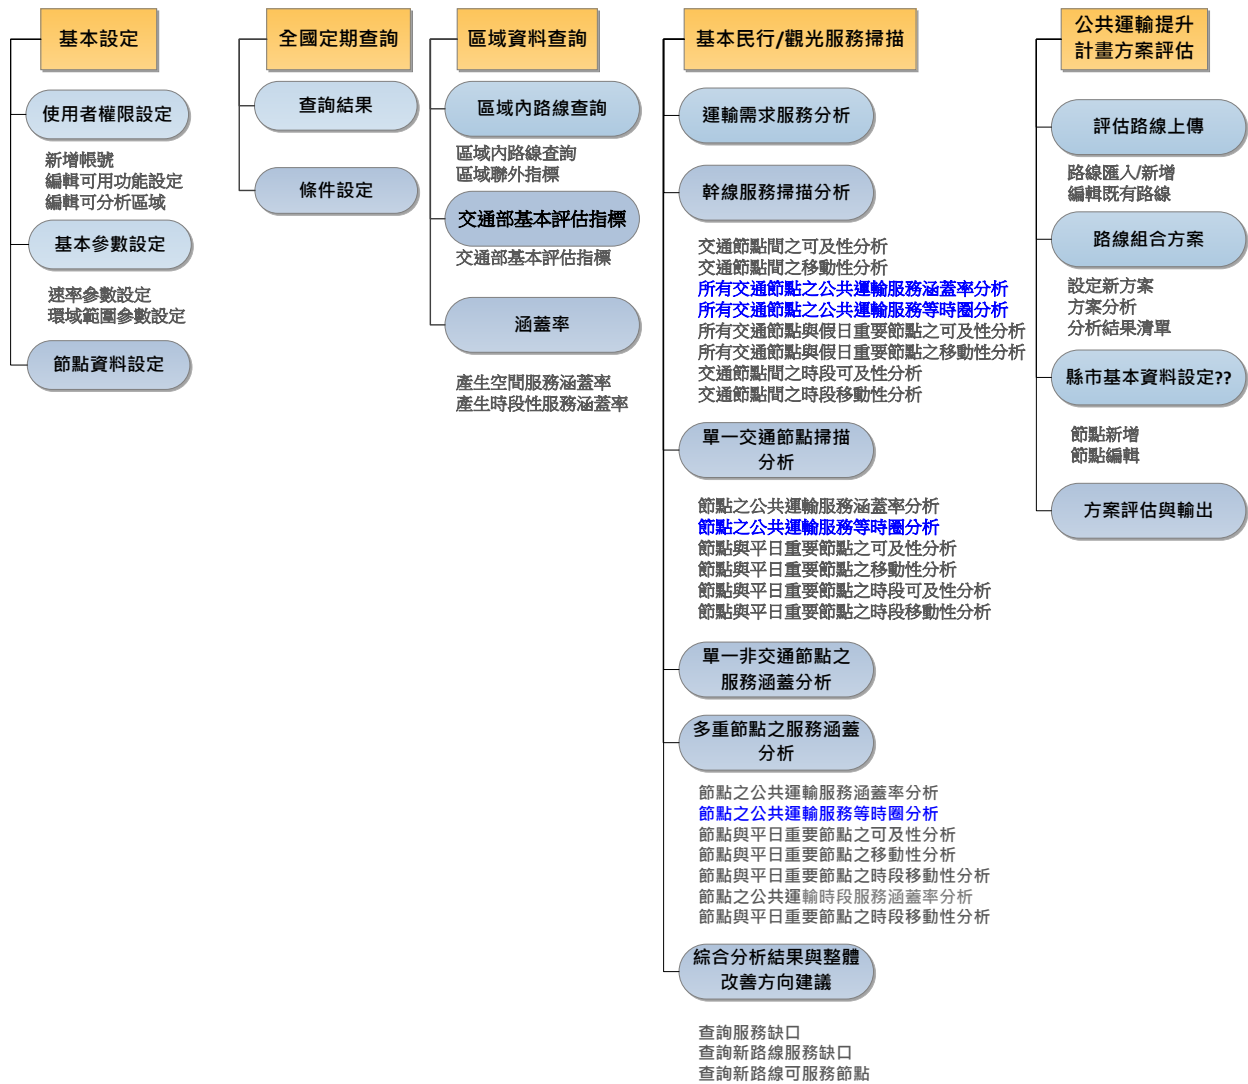 基本設定
使用者權限設定
新增帳號
編輯可用功能設定
編輯可分析區域
基本參數設定
速率參數設定
環域範圍參數設定
節點資料設定
全國定期查詢
查詢結果
條件設定
區域資料查詢
區域內路線查詢
區域內路線查詢
區域聯外指標
交通部基本評估指標
交通部基本評估指標
涵蓋率
產生空間服務涵蓋率
產生時段性服務涵蓋率
基本民行/觀光服務掃描
運輸需求服務分析
幹線服務掃描分析
交通節點間之可及性分析
交通節點間之移動性分析
所有交通節點之公共運輸服務涵蓋率分析
所有交通節點之公共運輸服務等時圈分析
所有交通節點與假日重要節點之可及性分析
所有交通節點與假日重要節點之移動性分析
交通節點間之時段可及性分析
交通節點間之時段移動性分析
單一交通節點掃描
分析
節點之公共運輸服務涵蓋率分析
節點之公共運輸服務等時圈分析
節點與平日重要節點之可及性分析
節點與平日重要節點之移動性分析
節點與平日重要節點之時段可及性分析
節點與平日重要節點之時段移動性分析
單一非交通節點之
服務涵蓋分析
多重節點之服務涵蓋
分析
節點之公共運輸服務涵蓋率分析
節點之公共運輸服務等時圈分析
節點與平日重要節點之可及性分析
節點與平日重要節點之移動性分析
節點與平日重要節點之時段移動性分析
節點之公共運輸時段服務涵蓋率分析
節點與平日重要節點之時段移動性分析
綜合分析結果與整體
改善方向建議
查詢服務缺口
查詢新路線服務缺口
查詢新路線可服務節點
公共運輸提升
計畫方案評估
評估路線上傳
路線匯入/新增
編輯既有路線
路線組合方案
設定新方案
方案分析
分析結果清單
縣市基本資料設定??
節點新增
節點編輯
方案評估與輸出